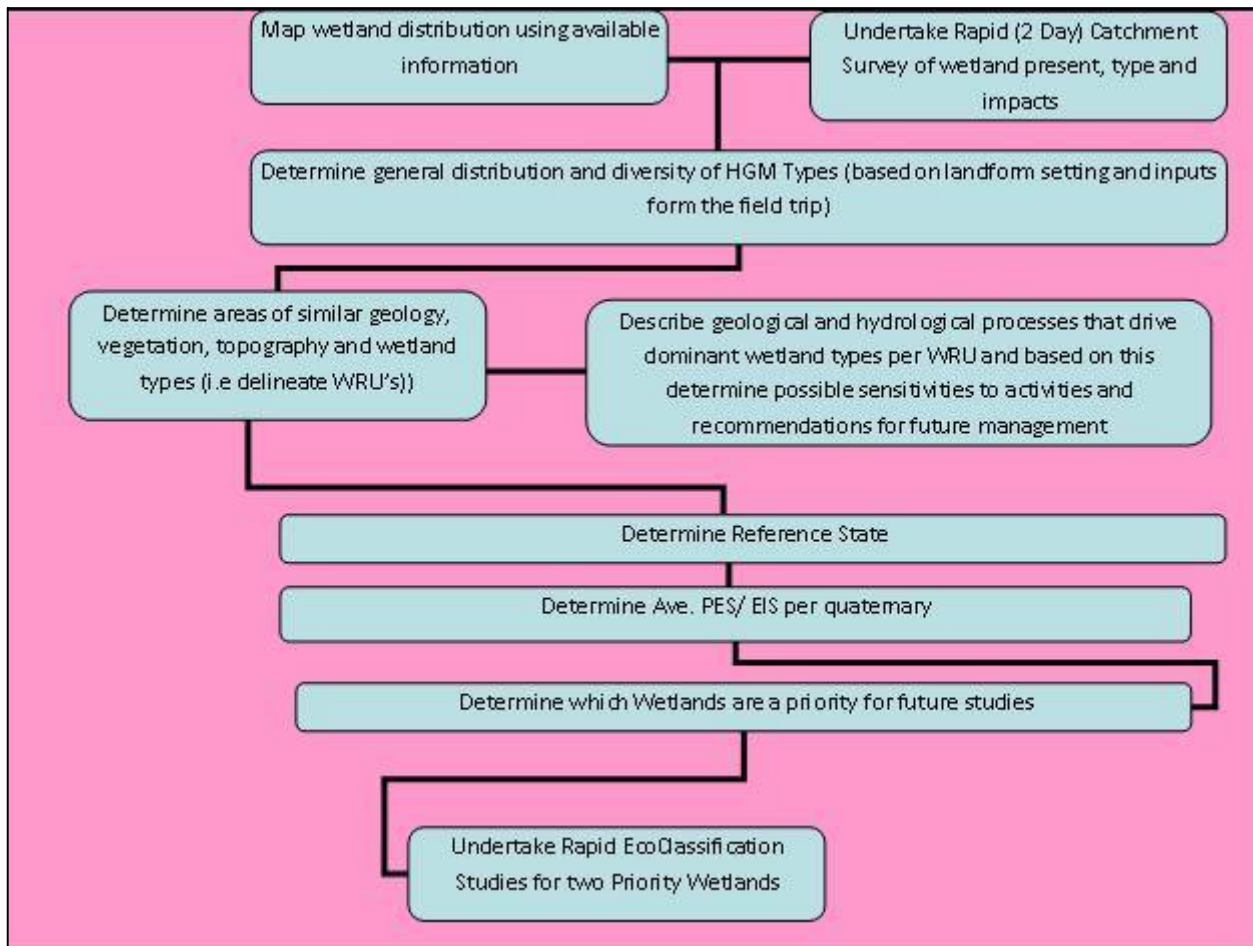 Map wetland distribution using available
information
Undertake Rapid (2 Day) Catchment
Survey of wetland present, type and
impacts
Determine general distribution and diversity of HGM Types (based on landform setting and inputs
form the field trip)
Determine areas of similar geology,
vegetation, topography and wetland
types (i.e delineate WRU's))
Describe geological and hydrological processes that drive
dominant wetland types per WRU and based on this
determine possible sensitivities to activities and
recommendations for future management
Determine Reference State
Determine Ave. PES/ EIS per quaternary
Determine which Wetlands are a priority for future studies
Undertake Rapid EcoClassification
Studies for two Priority Wetlands